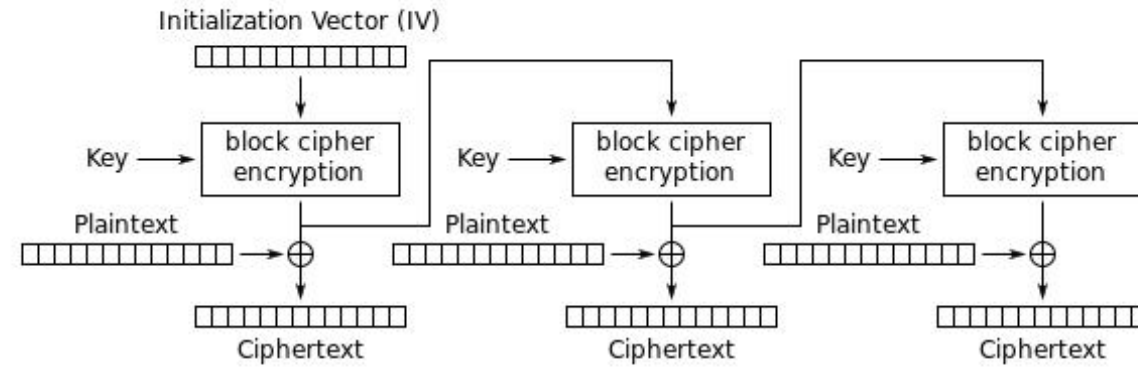 Initialization Vector (IV)
Key
block cipher
encryption
Key
block cipher
encryption
Key
block cipher
encryption
Plaintext
Plaintext
Plaintext
Ciphertext
Ciphertext
Ciphertext